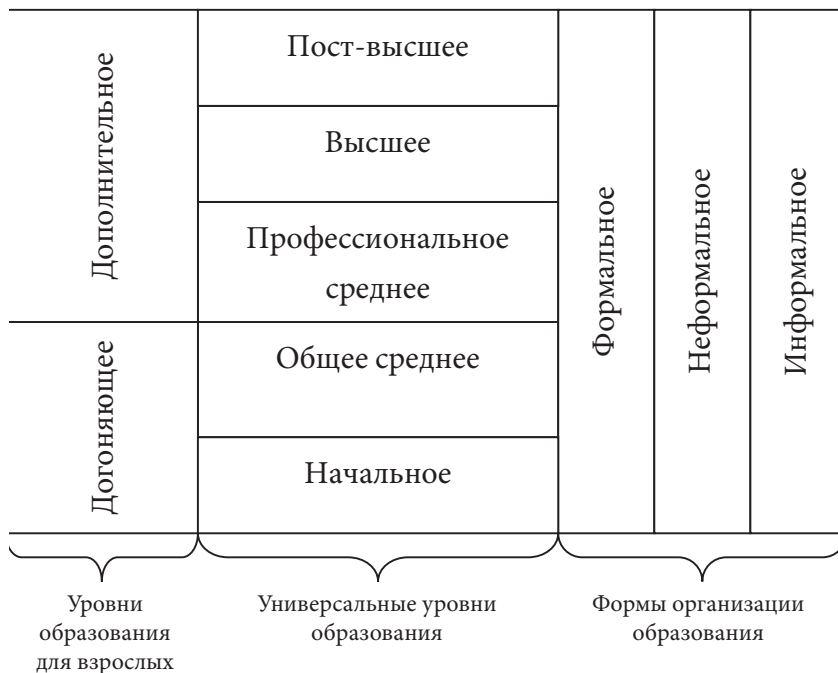 Дополнительное
Догоняющее
Пост-высшее
Высшее
Профессиональное
среднее
Общее среднее
Начальное
Формальное
Неформальное
Информальное
Уровни
образования
для взрослых
Универсальные уровни
образования
Формы организации
образования